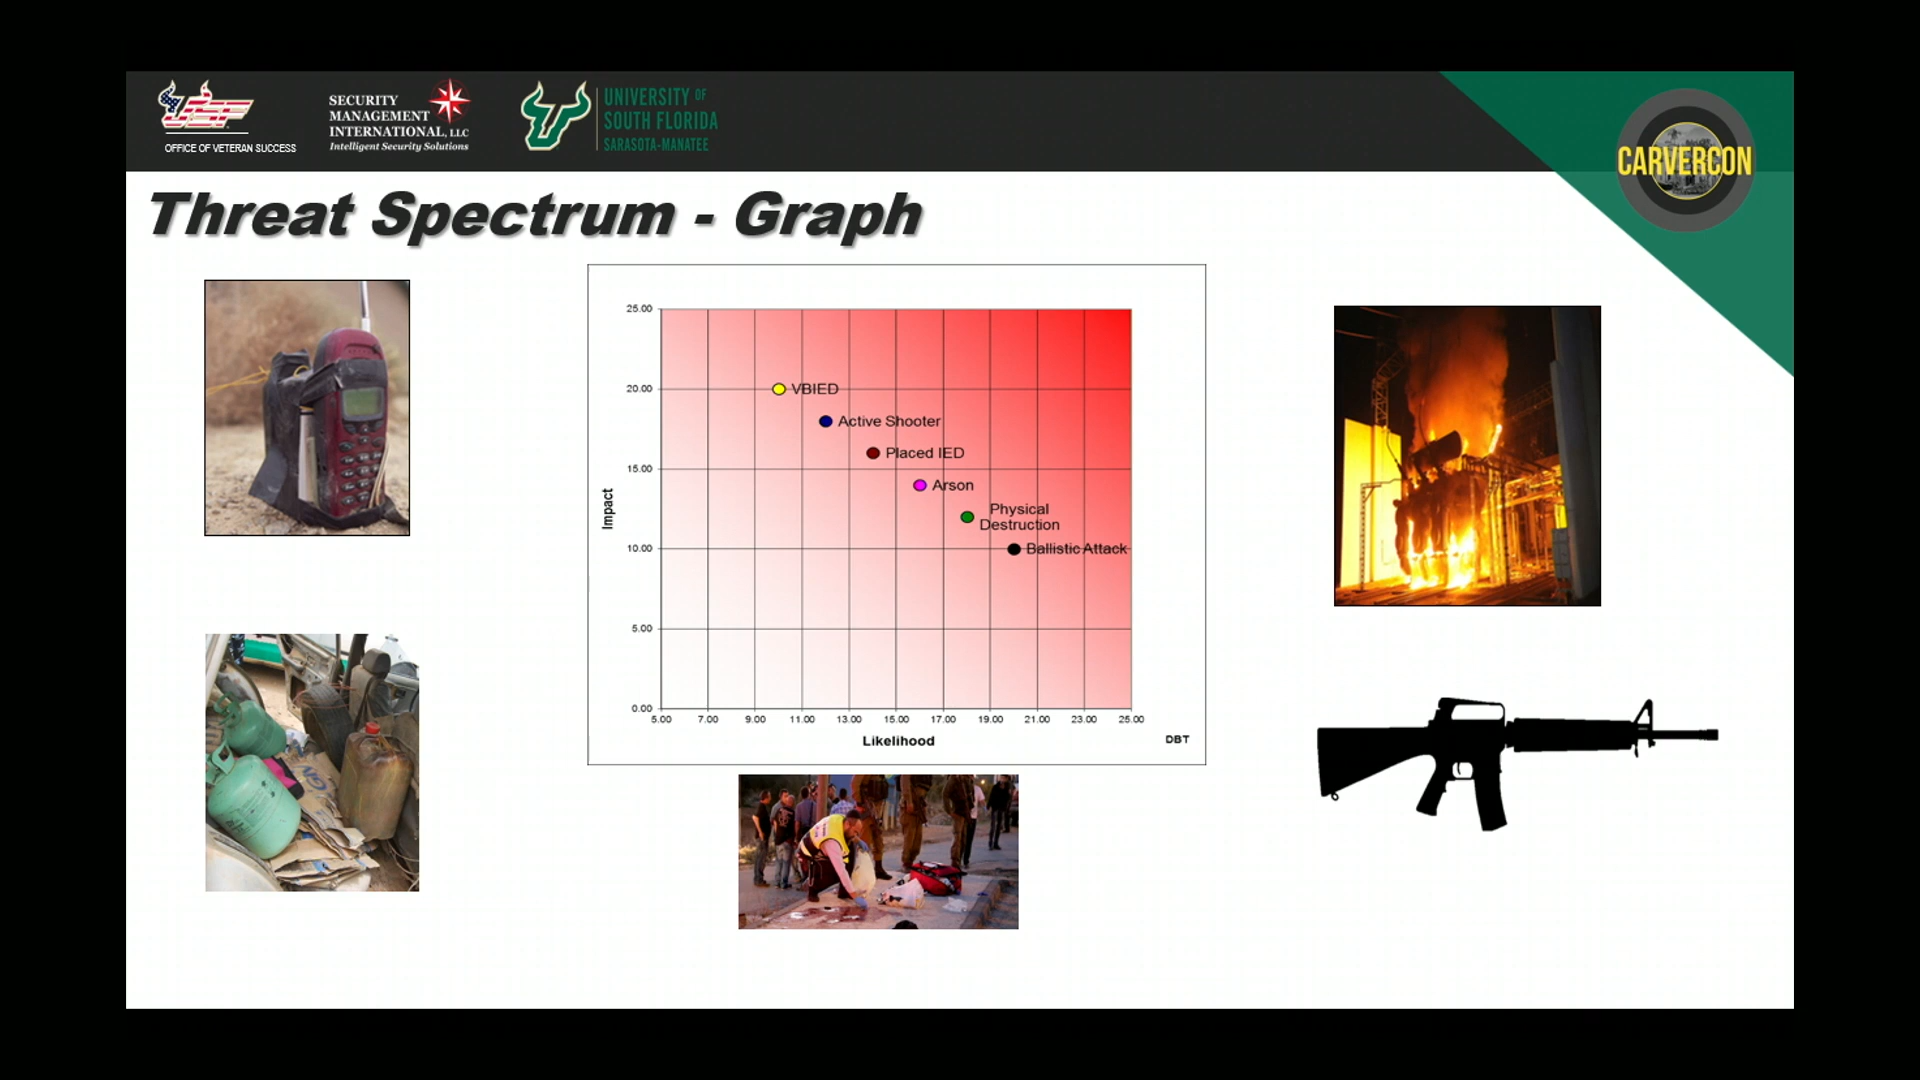 OFFICE OF VETERAN SUCCESS
SECURITY
MANAGEMENT
INTERNATIONAL, LLC
Intelligent Security Solutions
UNIVERSITY OF
SOUTH FLORIDA
SARASOTA-MANATEE
CARVERCON
Threat Spectrum - Graph
25.00
20.00
15.00
10.00
5.00
0.00
Impact
VBIED
Active Shooter
Placed IED
Arson
Physical
Destruction
Ballistic Attack
5.00 7.00 9.00 11.00 13.00 15.00 17.00 19.00 21.00 23.00 25.00
Likelihood
DBT